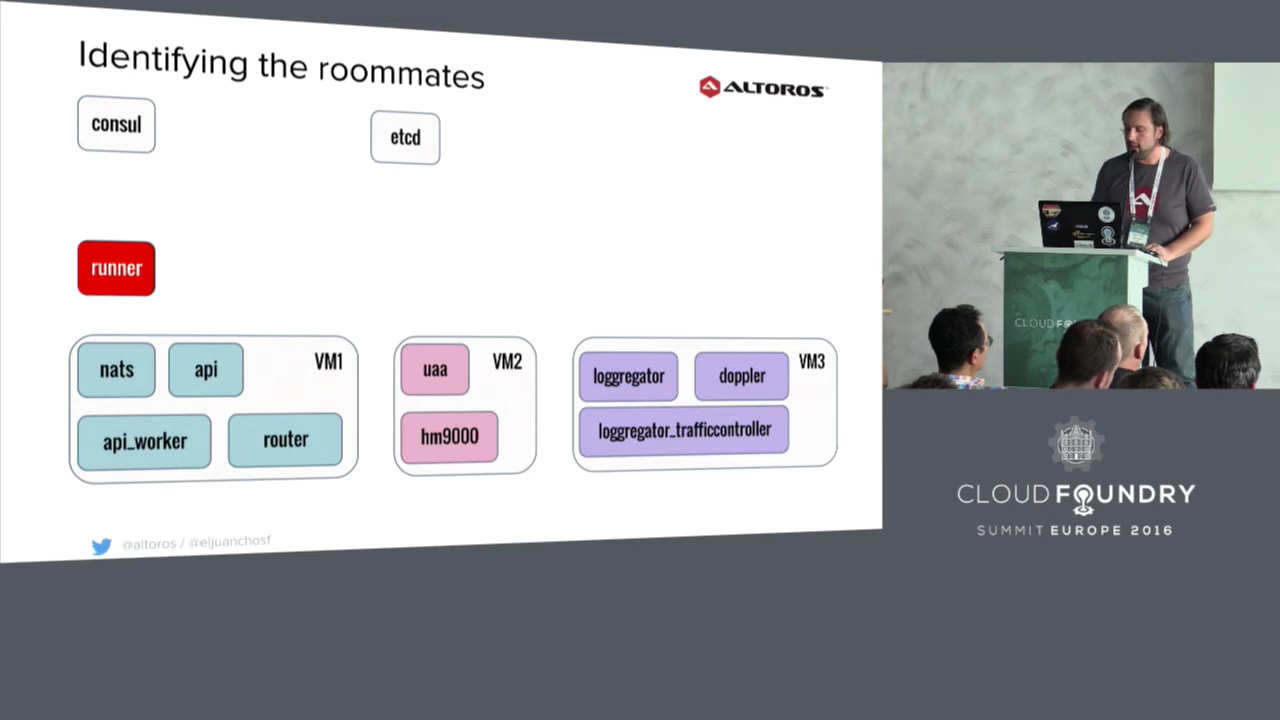 Identifying the roommates
ALTOROS
consul
etcd
runner
nats
api
VM1
api_worker
router
uaa
VM2
hm9000
loggregator
doppler
VM3
loggregator_trafficcontroller
@altoros / @eljuanchosf
CLOUD FOUNDRY
SUMMIT EUROPE 2016
CLOUD